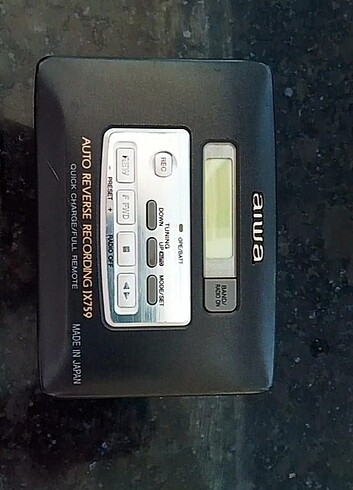 aiwa
BAND/
RADIO ON
OPE/BATT
TUNING
DOWN
UP
MODE/SET
REC
REW
F FWD
- PRESET +
RADIO OFF
AUTO REVERSE RECORDING JX759
QUICK CHARGE/FULL REMOTE
MADE IN JAPAN